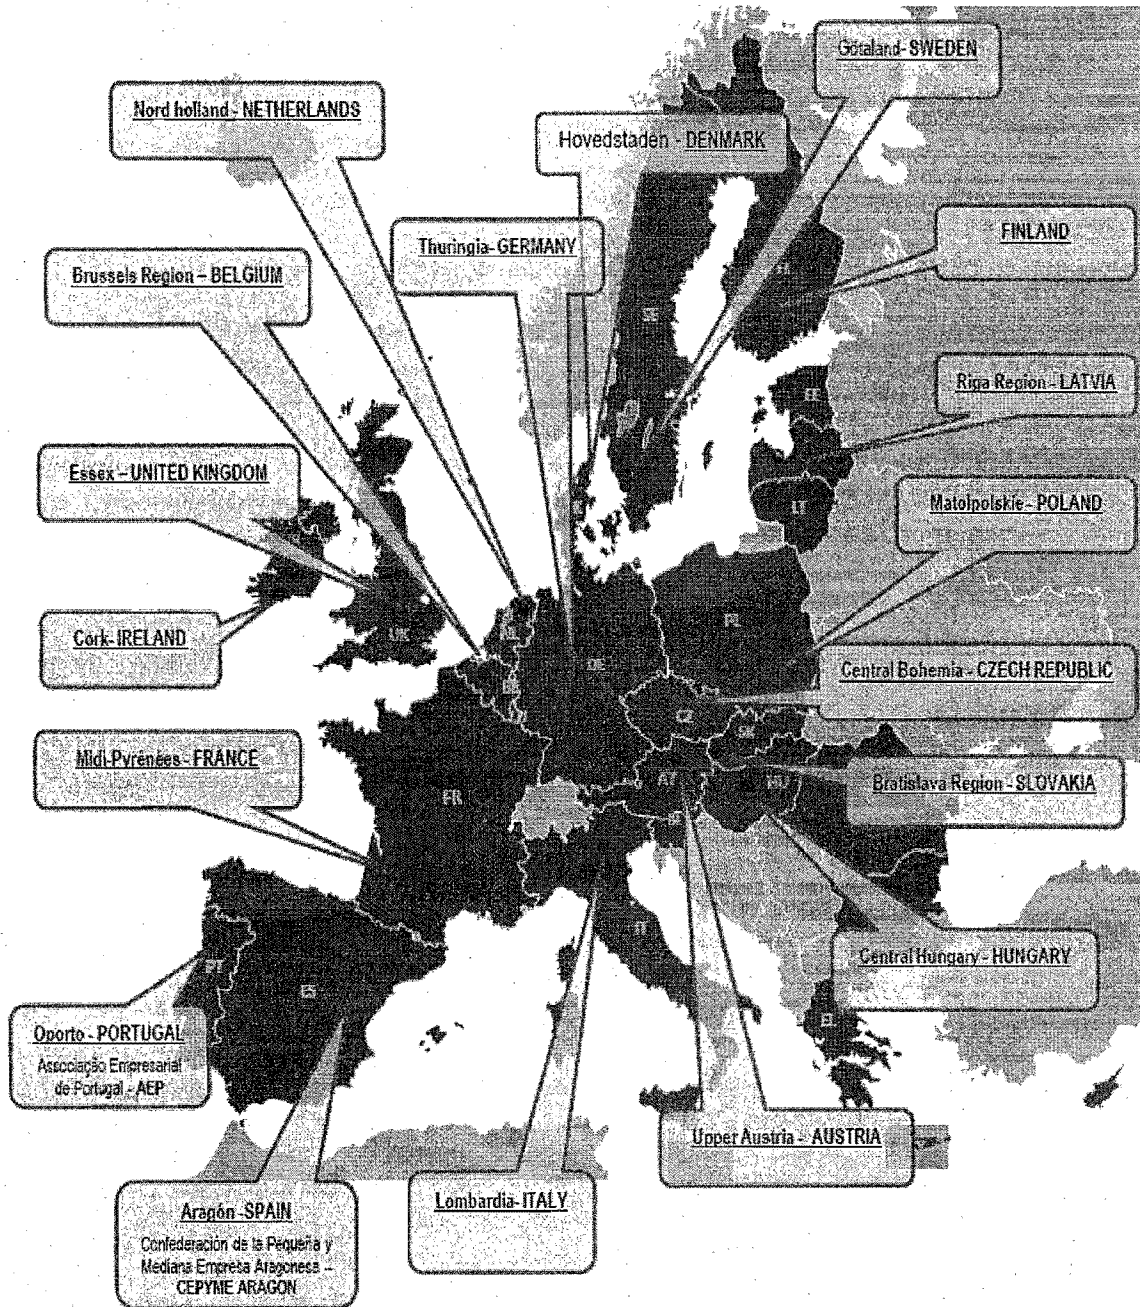 Götaland- SWEDEN
Nord holland - NETHERLANDS
Hovedstaden - DENMARK
Thuringia- GERMANY
FINLAND
Brussels Region – BELGIUM
SE
Riga Region - LATVIA
EE
Essex – UNITED KINGDOM
LT
Matolpolskie - POLAND
Cork- IRELAND
UK
NL
PL
DE
BE
Central Bohemia - CZECH REPUBLIC
CZ
SK
Midi-Pyrénées - FRANCE
FR
AT
HU
Bratislava Region - SLOVAKIA
IT
Central Hungary - HUNGARY
PT
ES
EL
Oporto - PORTUGAL
Associação Empresarial
de Portugal - AEP
Upper Austria - AUSTRIA
Aragón -SPAIN
Confederación de la Pequeña y
Mediana Empresa Aragonesa –
CEPYME ARAGON
Lombardia- ITALY